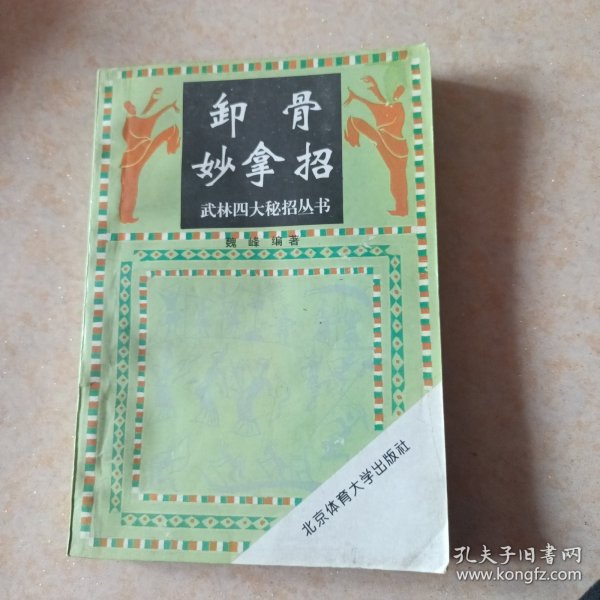 卸骨
妙拿招
武林四大秘招丛书
魏峰 编著
北京体育大学出版社
孔夫子旧书网
www.kongfz.com